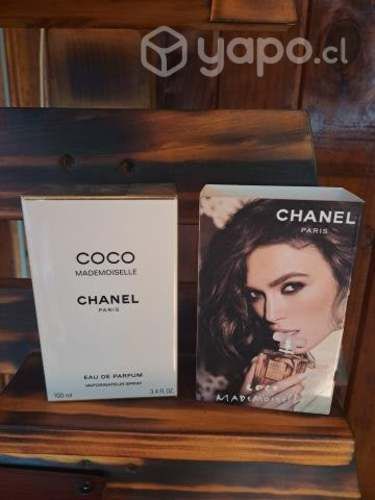 yapo.cl
COCO
MADEMOISELLE
CHANEL
PARIS
EAU DE PARFUM
VAPORISATEUR SPRAY
100 ml 3.4 FL. OZ.
CHANEL
PARIS
COCO
MADEMOISELLE